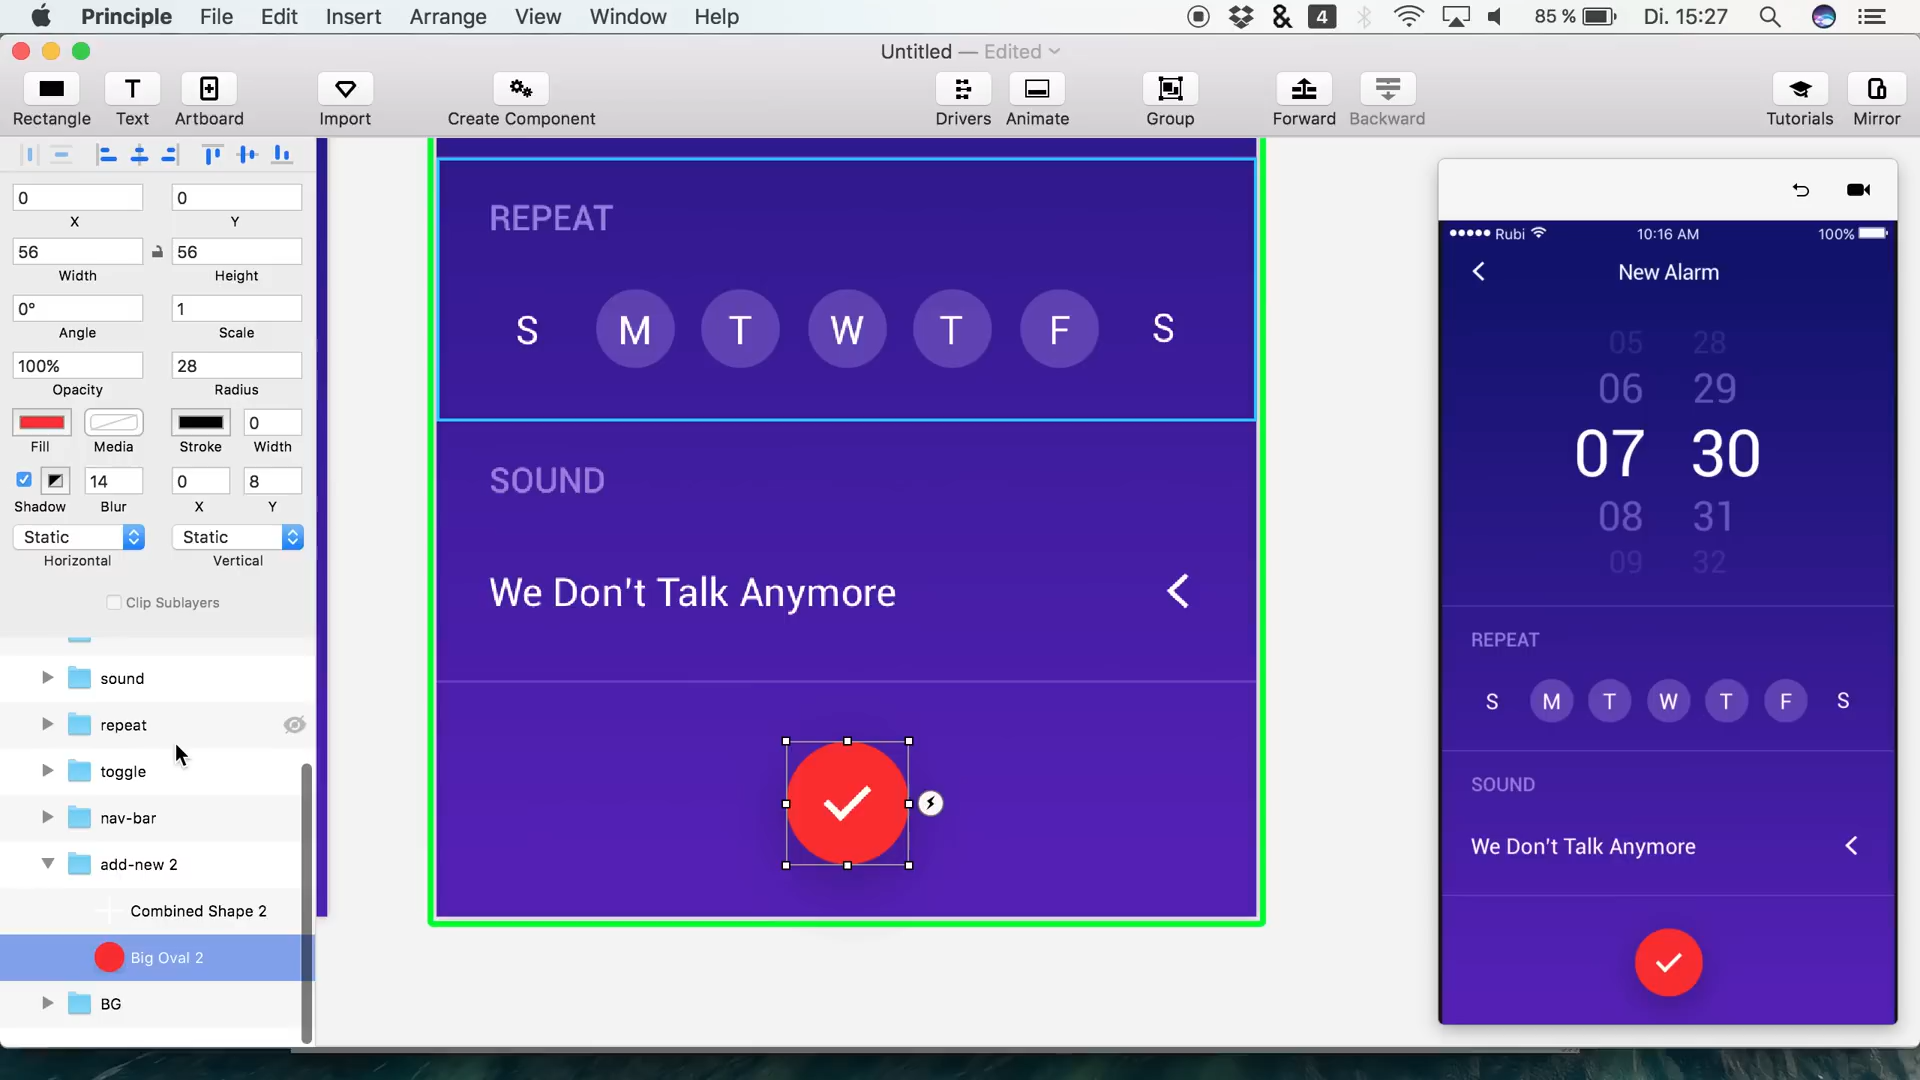 Principle File Edit Insert Arrange View Window Help
4 85 % Di. 15:27
Untitled — Edited
Rectangle Text Artboard Import Create Component Drivers Animate Group Forward Backward Tutorials Mirror
0 0
X Y
56 56
Width Height
0° 1
Angle Scale
100% 28
Opacity Radius
0
Fill Media Stroke Width
14 0 8
Shadow Blur X Y
Static Static
Horizontal Vertical
Clip Sublayers
sound
repeat
toggle
nav-bar
add-new 2
Combined Shape 2
Big Oval 2
BG
REPEAT
S M T W T F S
SOUND
We Don't Talk Anymore
Rubi 10:16 AM 100%
New Alarm
05 28
06 29
07 30
08 31
09 32
REPEAT
S M T W T F S
SOUND
We Don't Talk Anymore